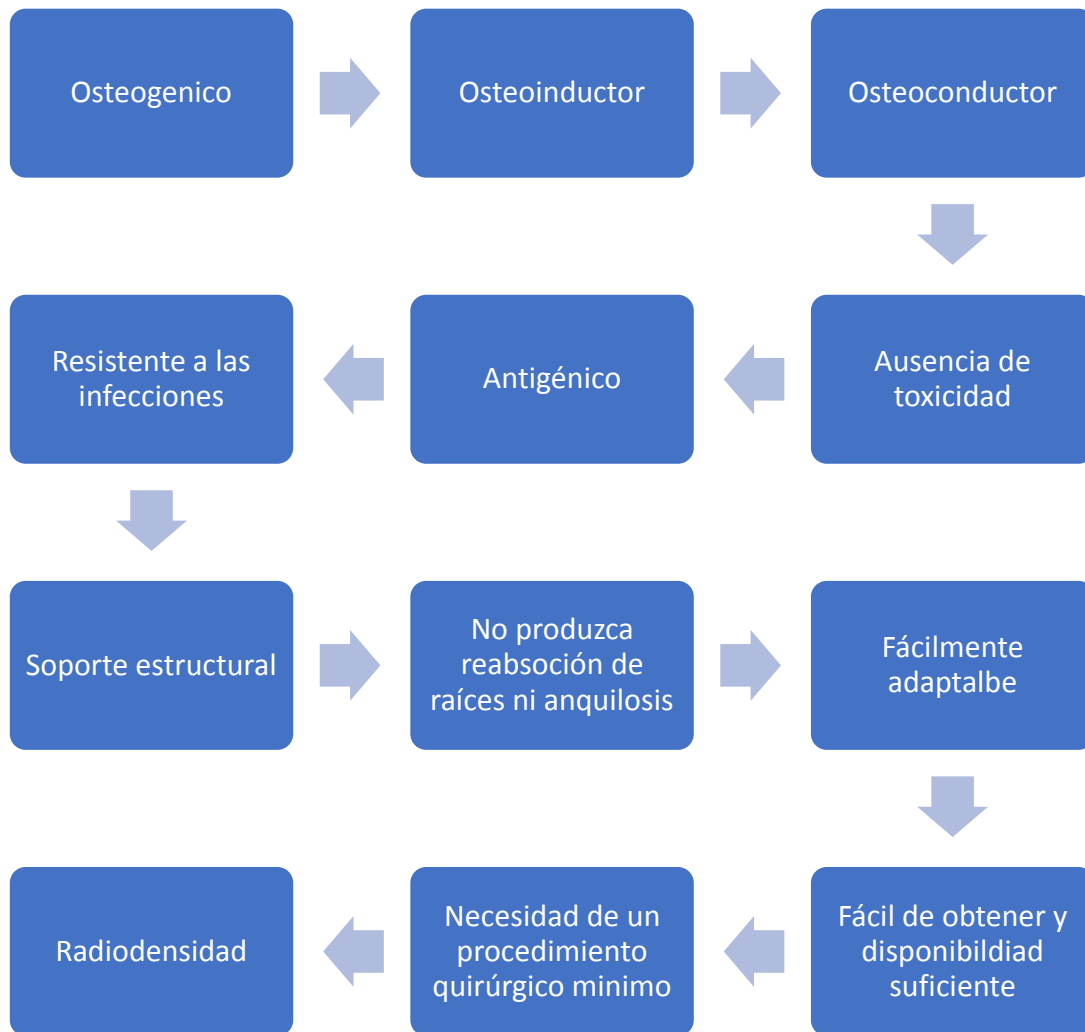 Osteogenico
Osteoinductor
Osteoconductor
Ausencia de
toxicidad
Antigénico
Resistente a las
infecciones
Soporte estructural
No produzca
reabsoción de
raíces ni anquilosis
Fácilmente
adaptalbe
Fácil de obtener y
disponibildiad
suficiente
Necesidad de un
procedimiento
quirúrgico minimo
Radiodensidad